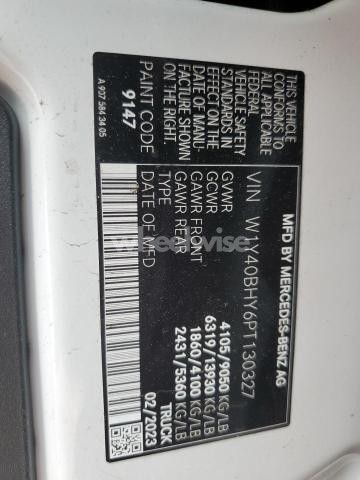 MFD BY MERCEDES-BENZ AG
VIN W1Y40BHY6PT130327
GVWR 4105/9050 KG/LB
GCWR 6319/13930 KG/LB
GAWR FRONT 1860/4100 KG/LB
GAWR REAR 2431/5360 KG/LB
TYPE TRUCK
DATE OF MFD 02/2023
THIS VEHICLE
CONFORMS TO ALL
APPLICABLE
FEDERAL
VEHICLE SAFETY
STANDARDS IN
EFFECT ON THE
DATE OF MANU-
FACTURE SHOWN
ON THE RIGHT
PAINT CODE
9147
A 907 584 34 05